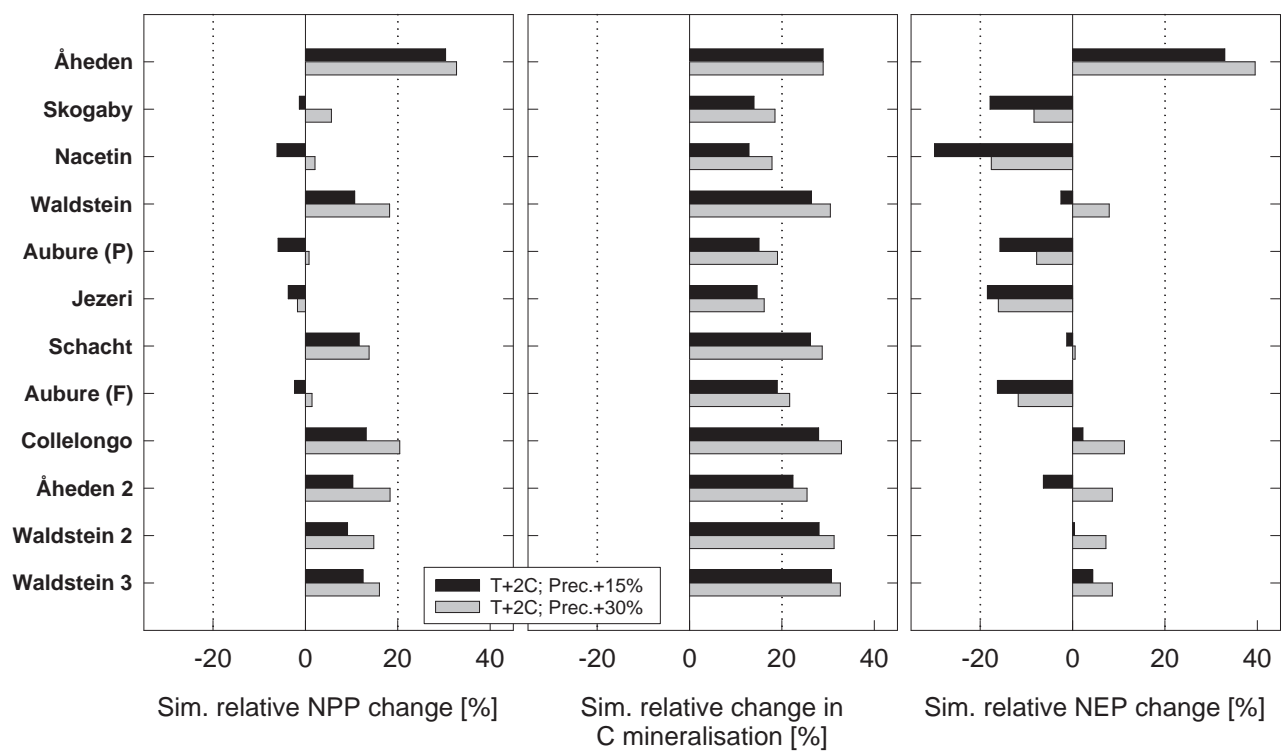 Åheden
Skogaby
Nacetin
Waldstein
Aubure (P)
Jezeri
Schacht
Aubure (F)
Collelongo
Åheden 2
Waldstein 2
Waldstein 3
T+2C; Prec.+15%
T+2C; Prec.+30%
-20 0 20 40
-20 0 20 40
-20 0 20 40
Sim. relative NPP change [%]
Sim. relative change in
C mineralisation [%]
Sim. relative NEP change [%]